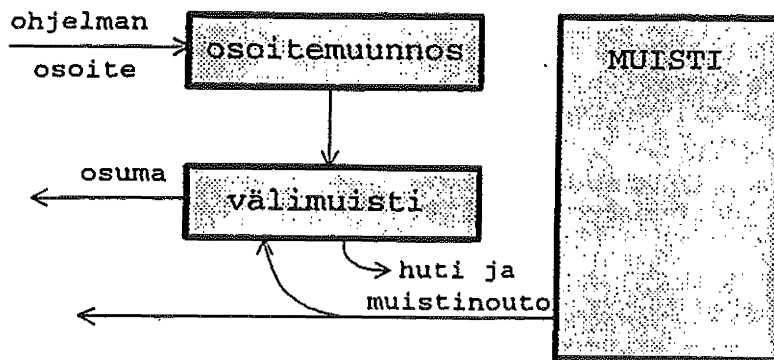 ohjelman
osoite
osoitemuunnos
MUISTI
osuma
välimuisti
huti ja
muistinouto